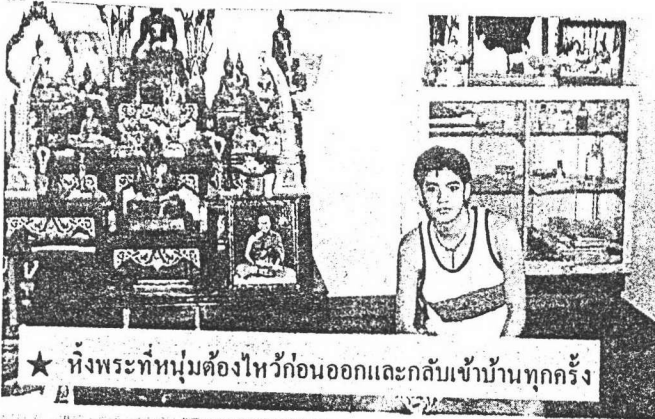 ★ หิ้งพระที่หนุ่มต้องไหว้ก่อนออกและกลับเข้าบ้านทุกครั้ง